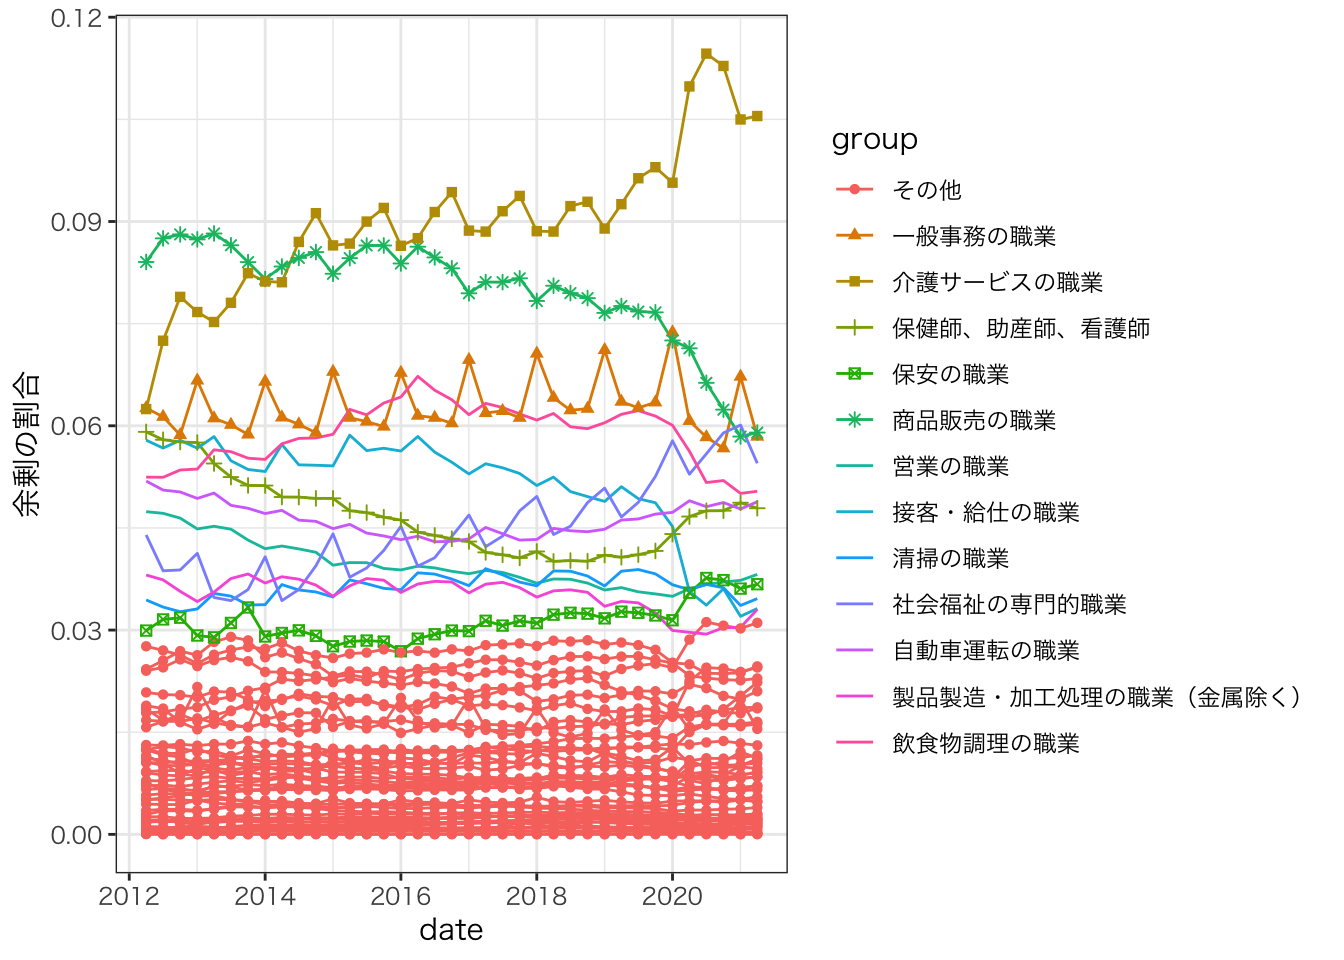 0.12
0.09
0.06
0.03
0.00
余剰の割合
2012 2014 2016 2018 2020
date
group
その他
一般事務の職業
介護サービスの職業
保健師、助産師、看護師
保安の職業
商品販売の職業
営業の職業
接客・給仕の職業
清掃の職業
社会福祉の専門的職業
自動車運転の職業
製品製造・加工処理の職業（金属除く）
飲食物調理の職業